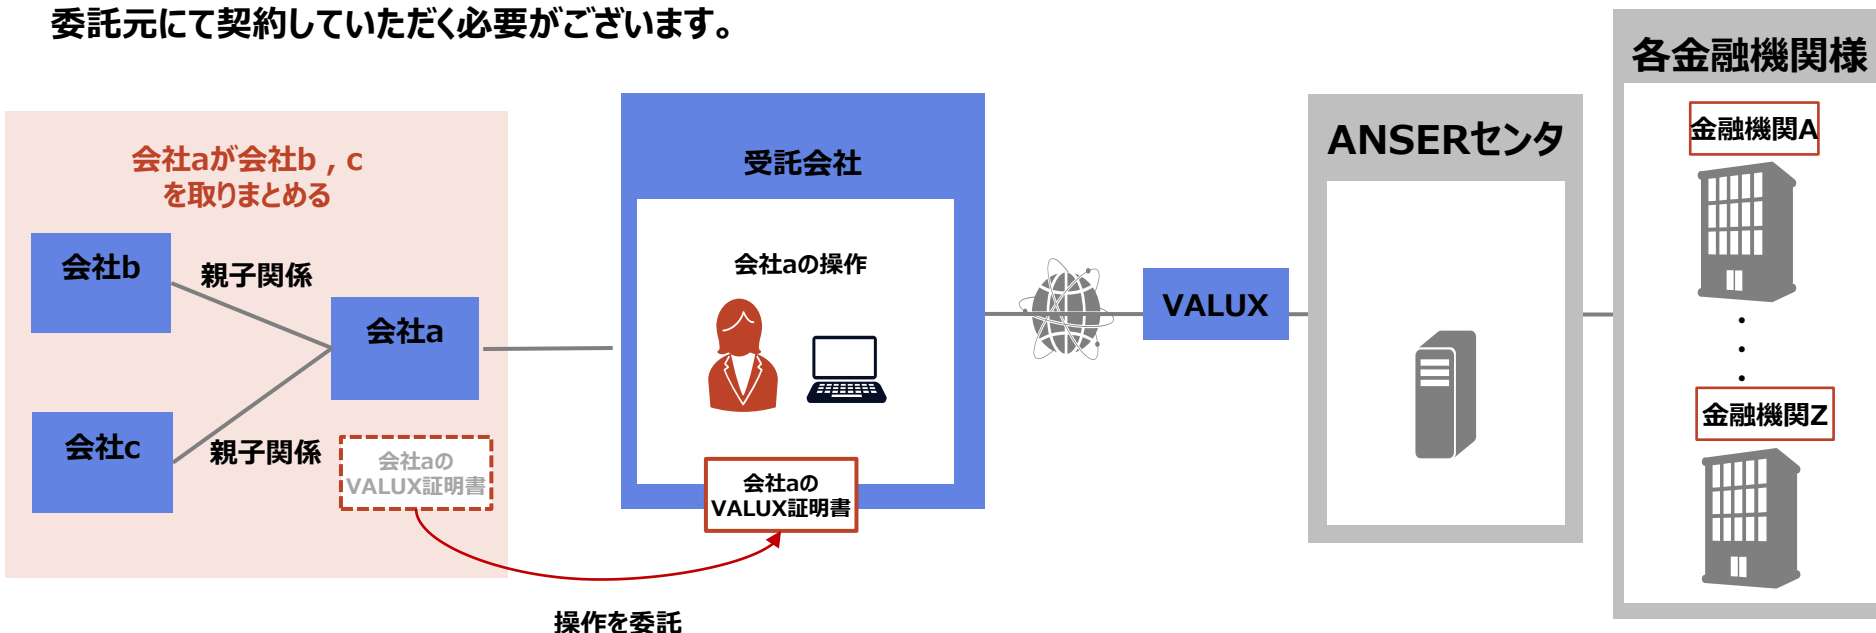 委託元にて契約していただく必要がございます。
会社aが会社b , c
を取りまとめる
会社b
親子関係
会社a
会社c
親子関係
会社aの
VALUX証明書
操作を委託
受託会社
会社aの操作
会社aの
VALUX証明書
VALUX
ANSERセンタ
各金融機関様
金融機関A
・
・
・
金融機関Z